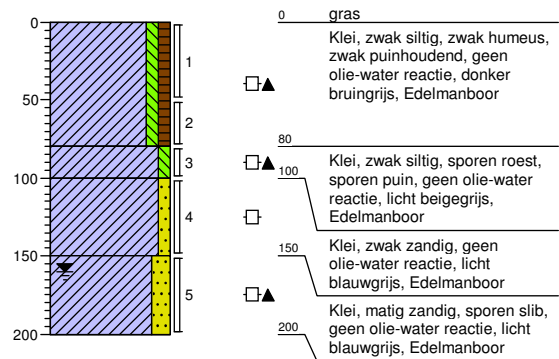 0
50
100
150
200
1
2
3
4
5
0 gras
Klei, zwak siltig, zwak humeus,
zwak puinhoudend, geen
olie-water reactie, donker
bruingrijs, Edelmanboor
80
Klei, zwak siltig, sporen roest,
sporen puin, geen olie-water
reactie, licht beigegrijs,
Edelmanboor
100
Klei, zwak zandig, geen
olie-water reactie, licht
blauwgrijs, Edelmanboor
150
Klei, matig zandig, sporen slib,
geen olie-water reactie, licht
blauwgrijs, Edelmanboor
200